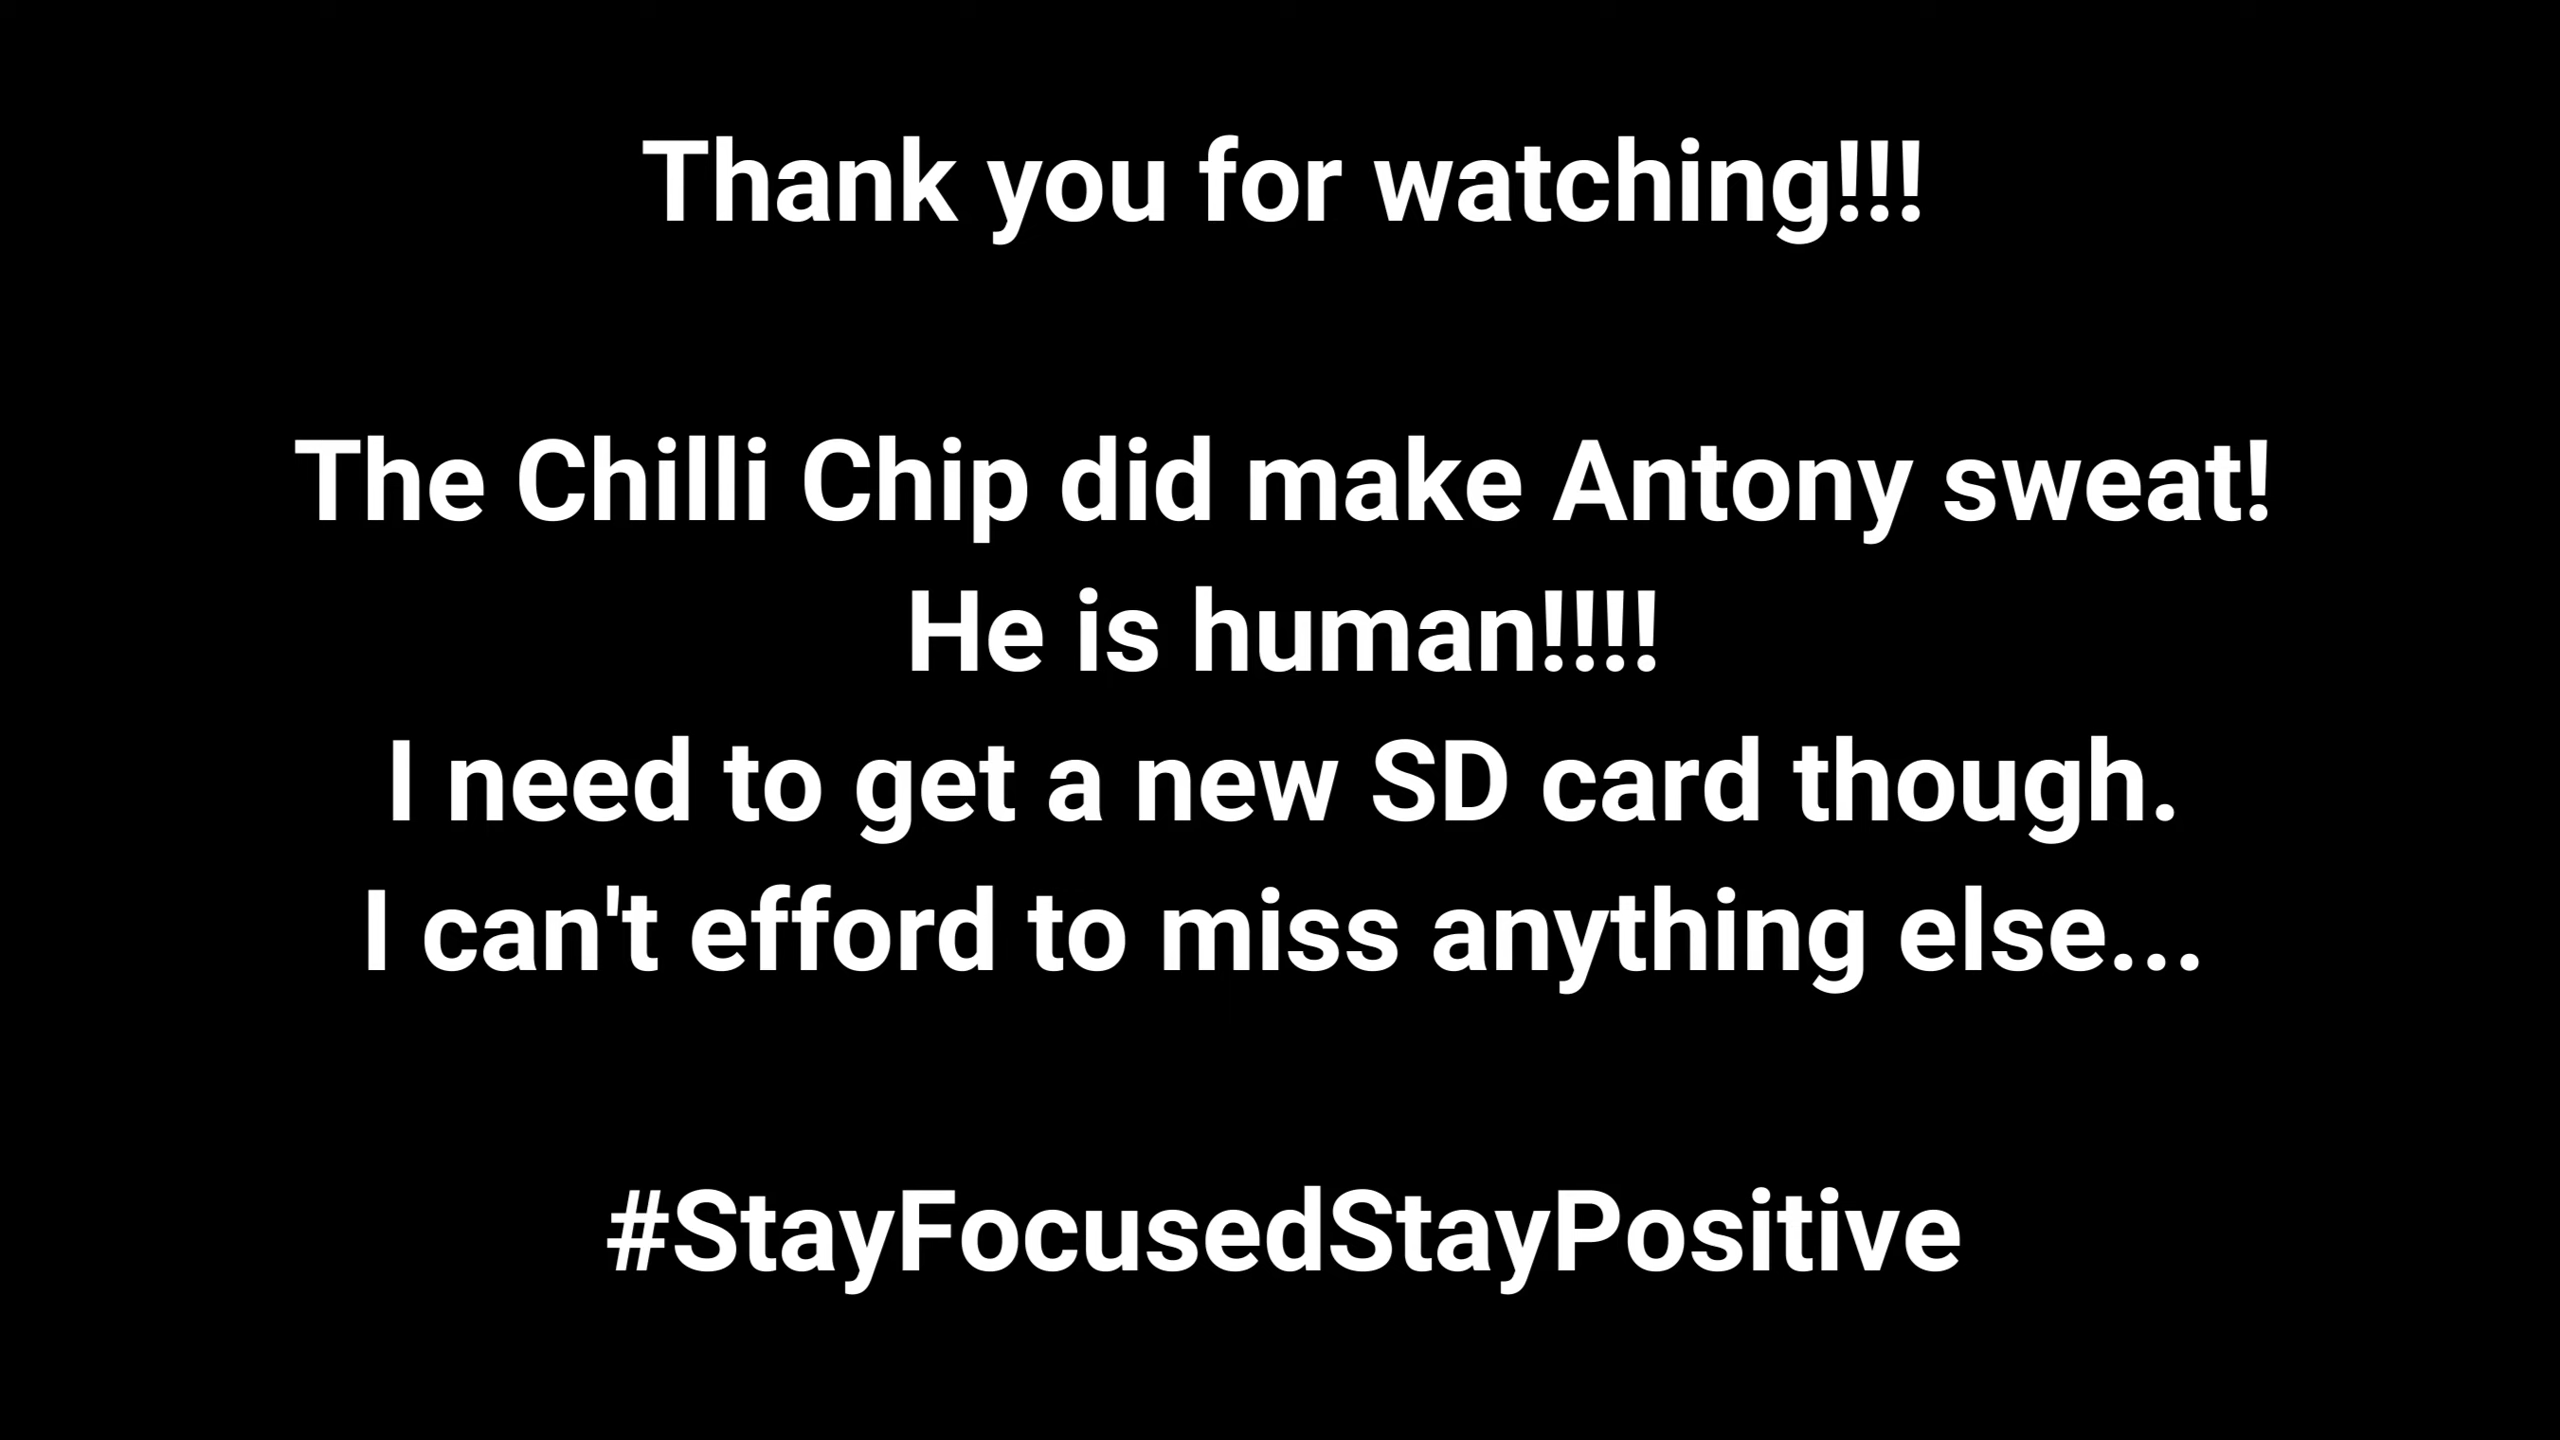 Thank you for watching!!!
The Chilli Chip did make Antony sweat!
He is human!!!!
I need to get a new SD card though.
I can't efford to miss anything else...
#StayFocusedStayPositive